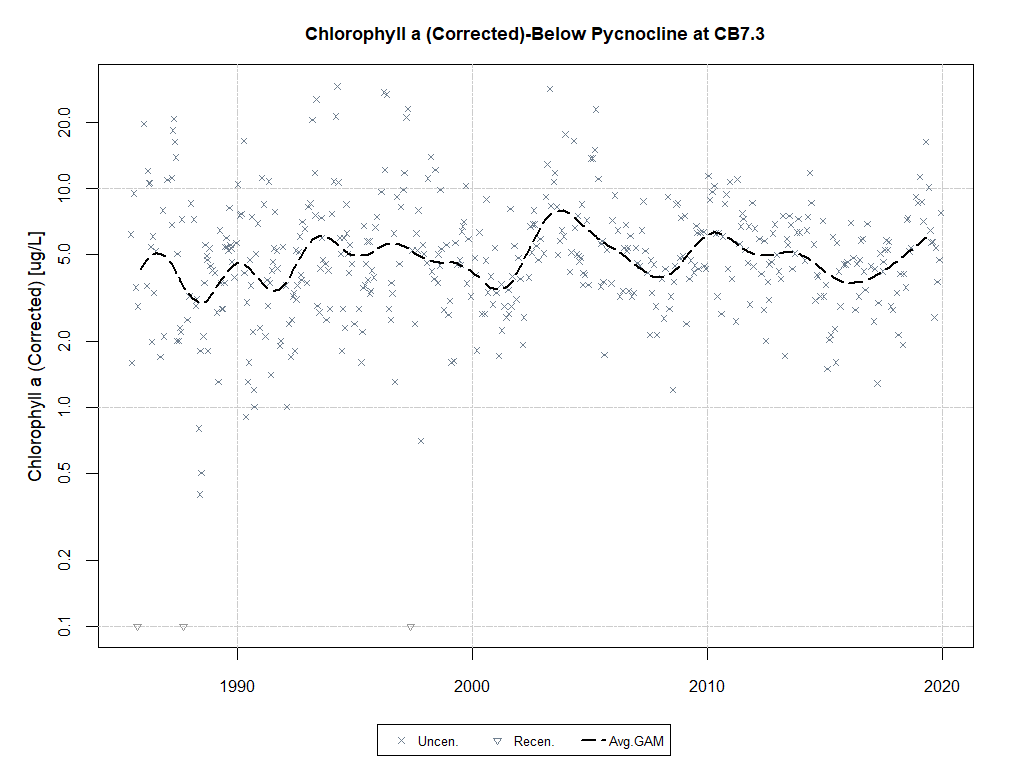 Chlorophyll a (Corrected)-Below Pycnocline at CB7.3
Chlorophyll a (Corrected) [ug/L]
20.0
10.0
5.0
2.0
1.0
0.5
0.2
0.1
1990 2000 2010 2020
Uncen. Recen. Avg.GAM